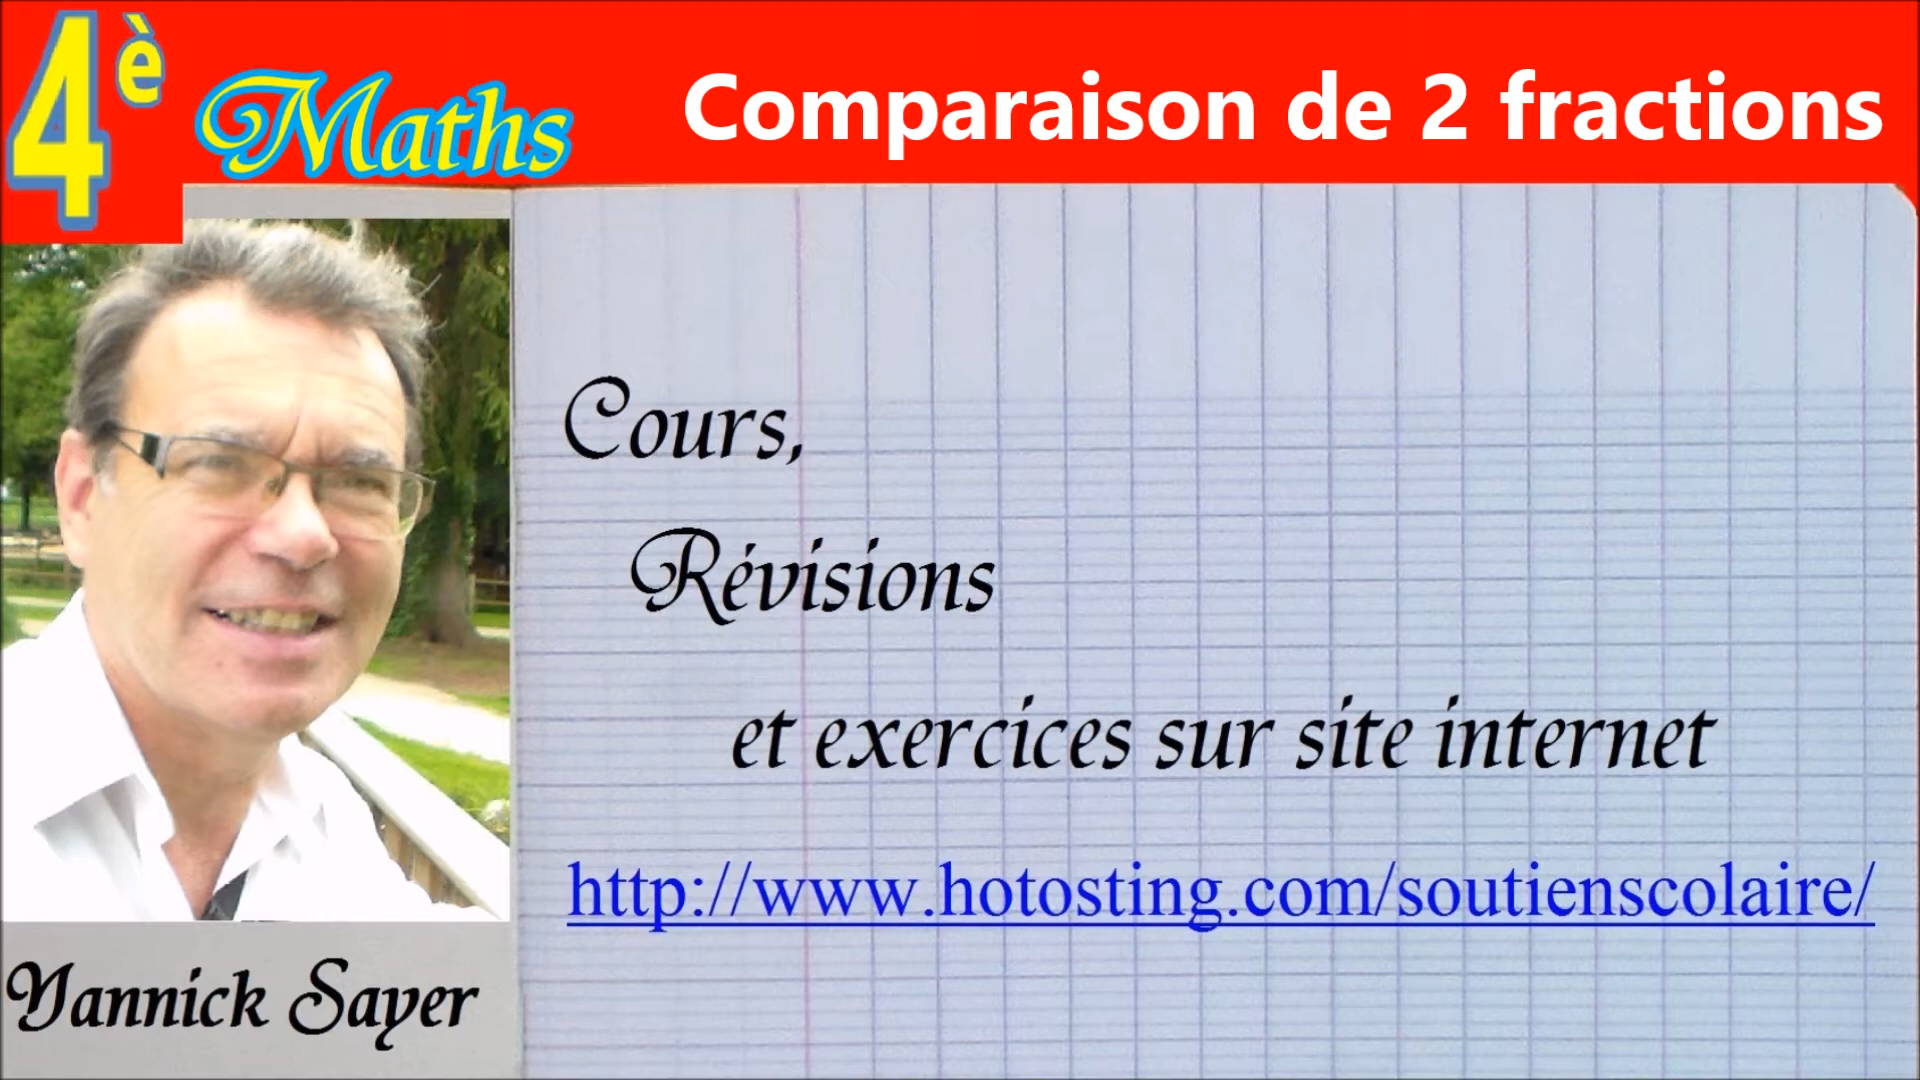 4è Maths
Comparaison de 2 fractions
Cours,
Révisions
et exercices sur site internet
http://www.hotosting.com/soutienscolaire/
Yannick Sayer